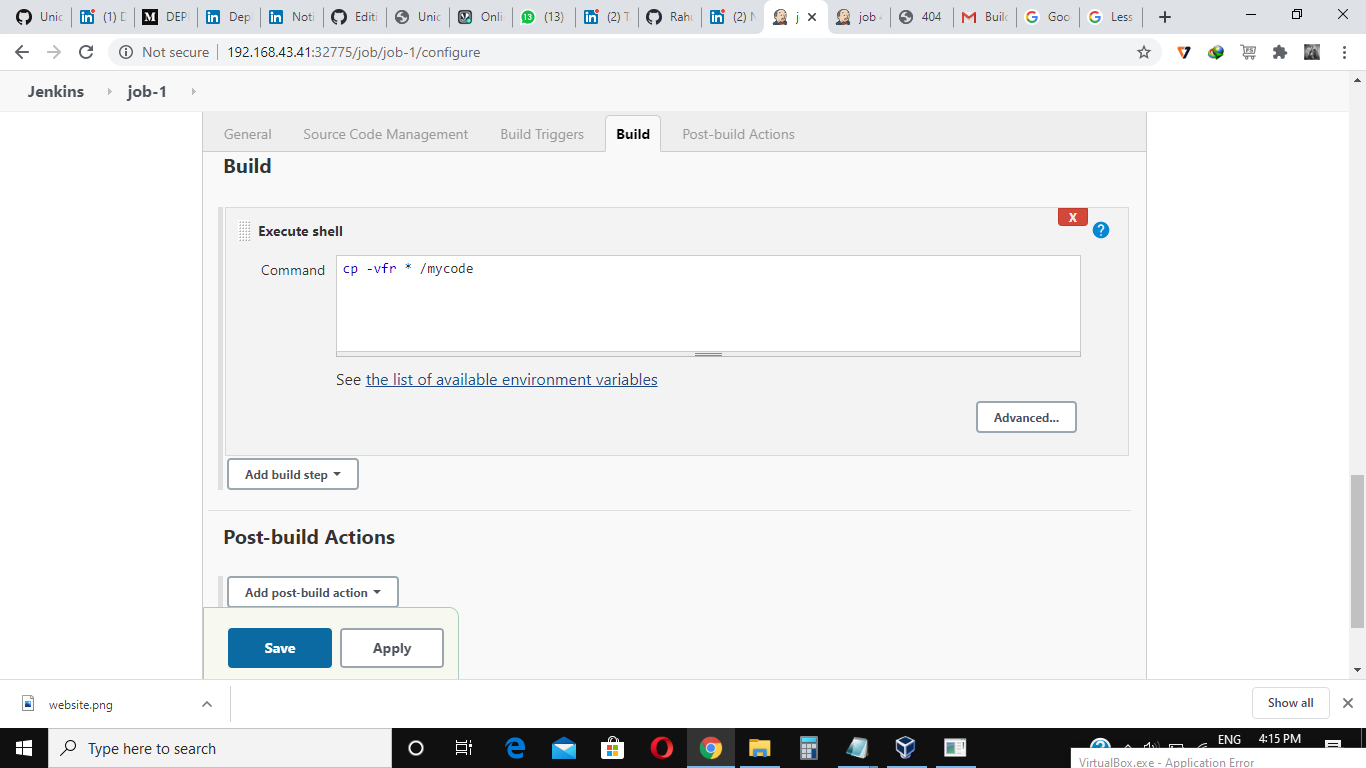 Unic
(1) D
DEPL
Dep
Noti
Editi
Unic
Onli
(13)
(2) T
Rahu
(2) N
j
job
404
Build
Goo
Less
Not secure
192.168.43.41:32775/job/job-1/configure
Jenkins
job-1
General
Source Code Management
Build Triggers
Build
Post-build Actions
Build
X
Execute shell
?
Command
cp -vfr * /mycode
See the list of available environment variables
Advanced...
Add build step
Post-build Actions
Add post-build action
Save
Apply
website.png
Show all
Type here to search
ENG
4:15 PM
VirtualBox.exe - Application Error